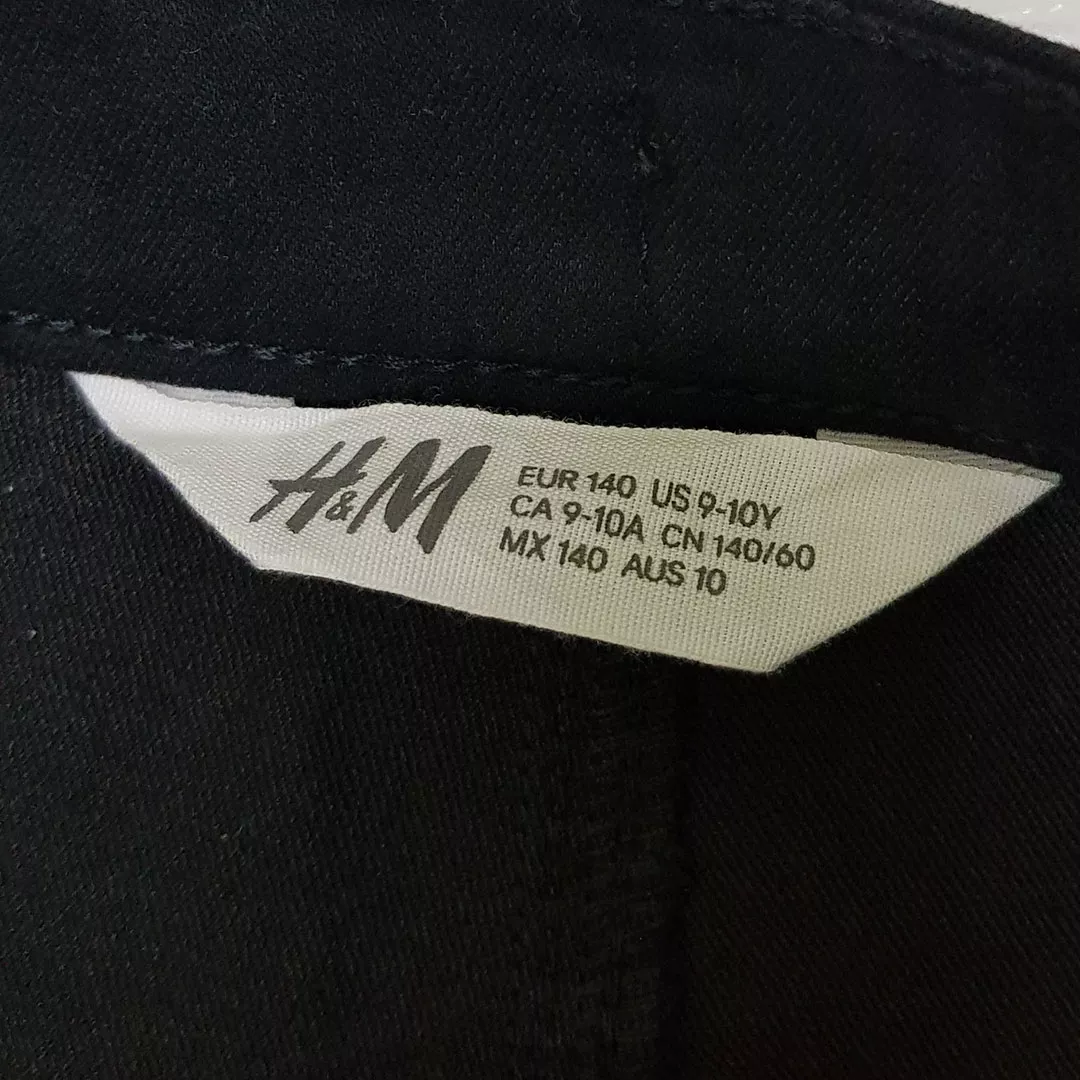 H&M
EUR 140 US 9-10Y
CA 9-10A CN 140/60
MX 140 AUS 10